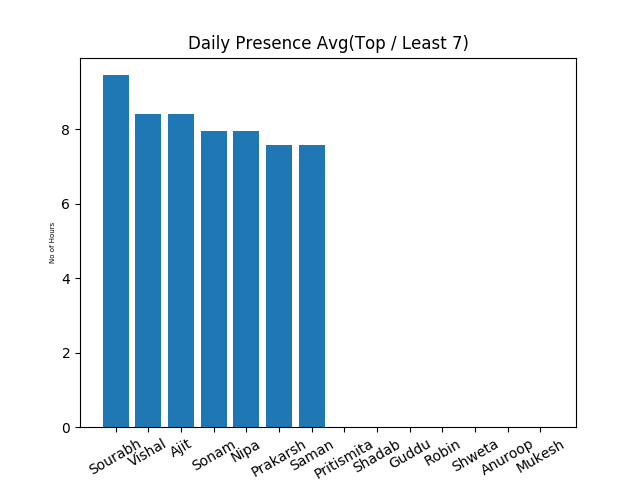 Daily Presence Avg(Top / Least 7)
No of Hours
8
6
4
2
0
Sourabh
Vishal
Ajit
Sonam
Nipa
Prakarsh
Saman
Pritismita
Shadab
Guddu
Robin
Shweta
Anuroop
Mukesh